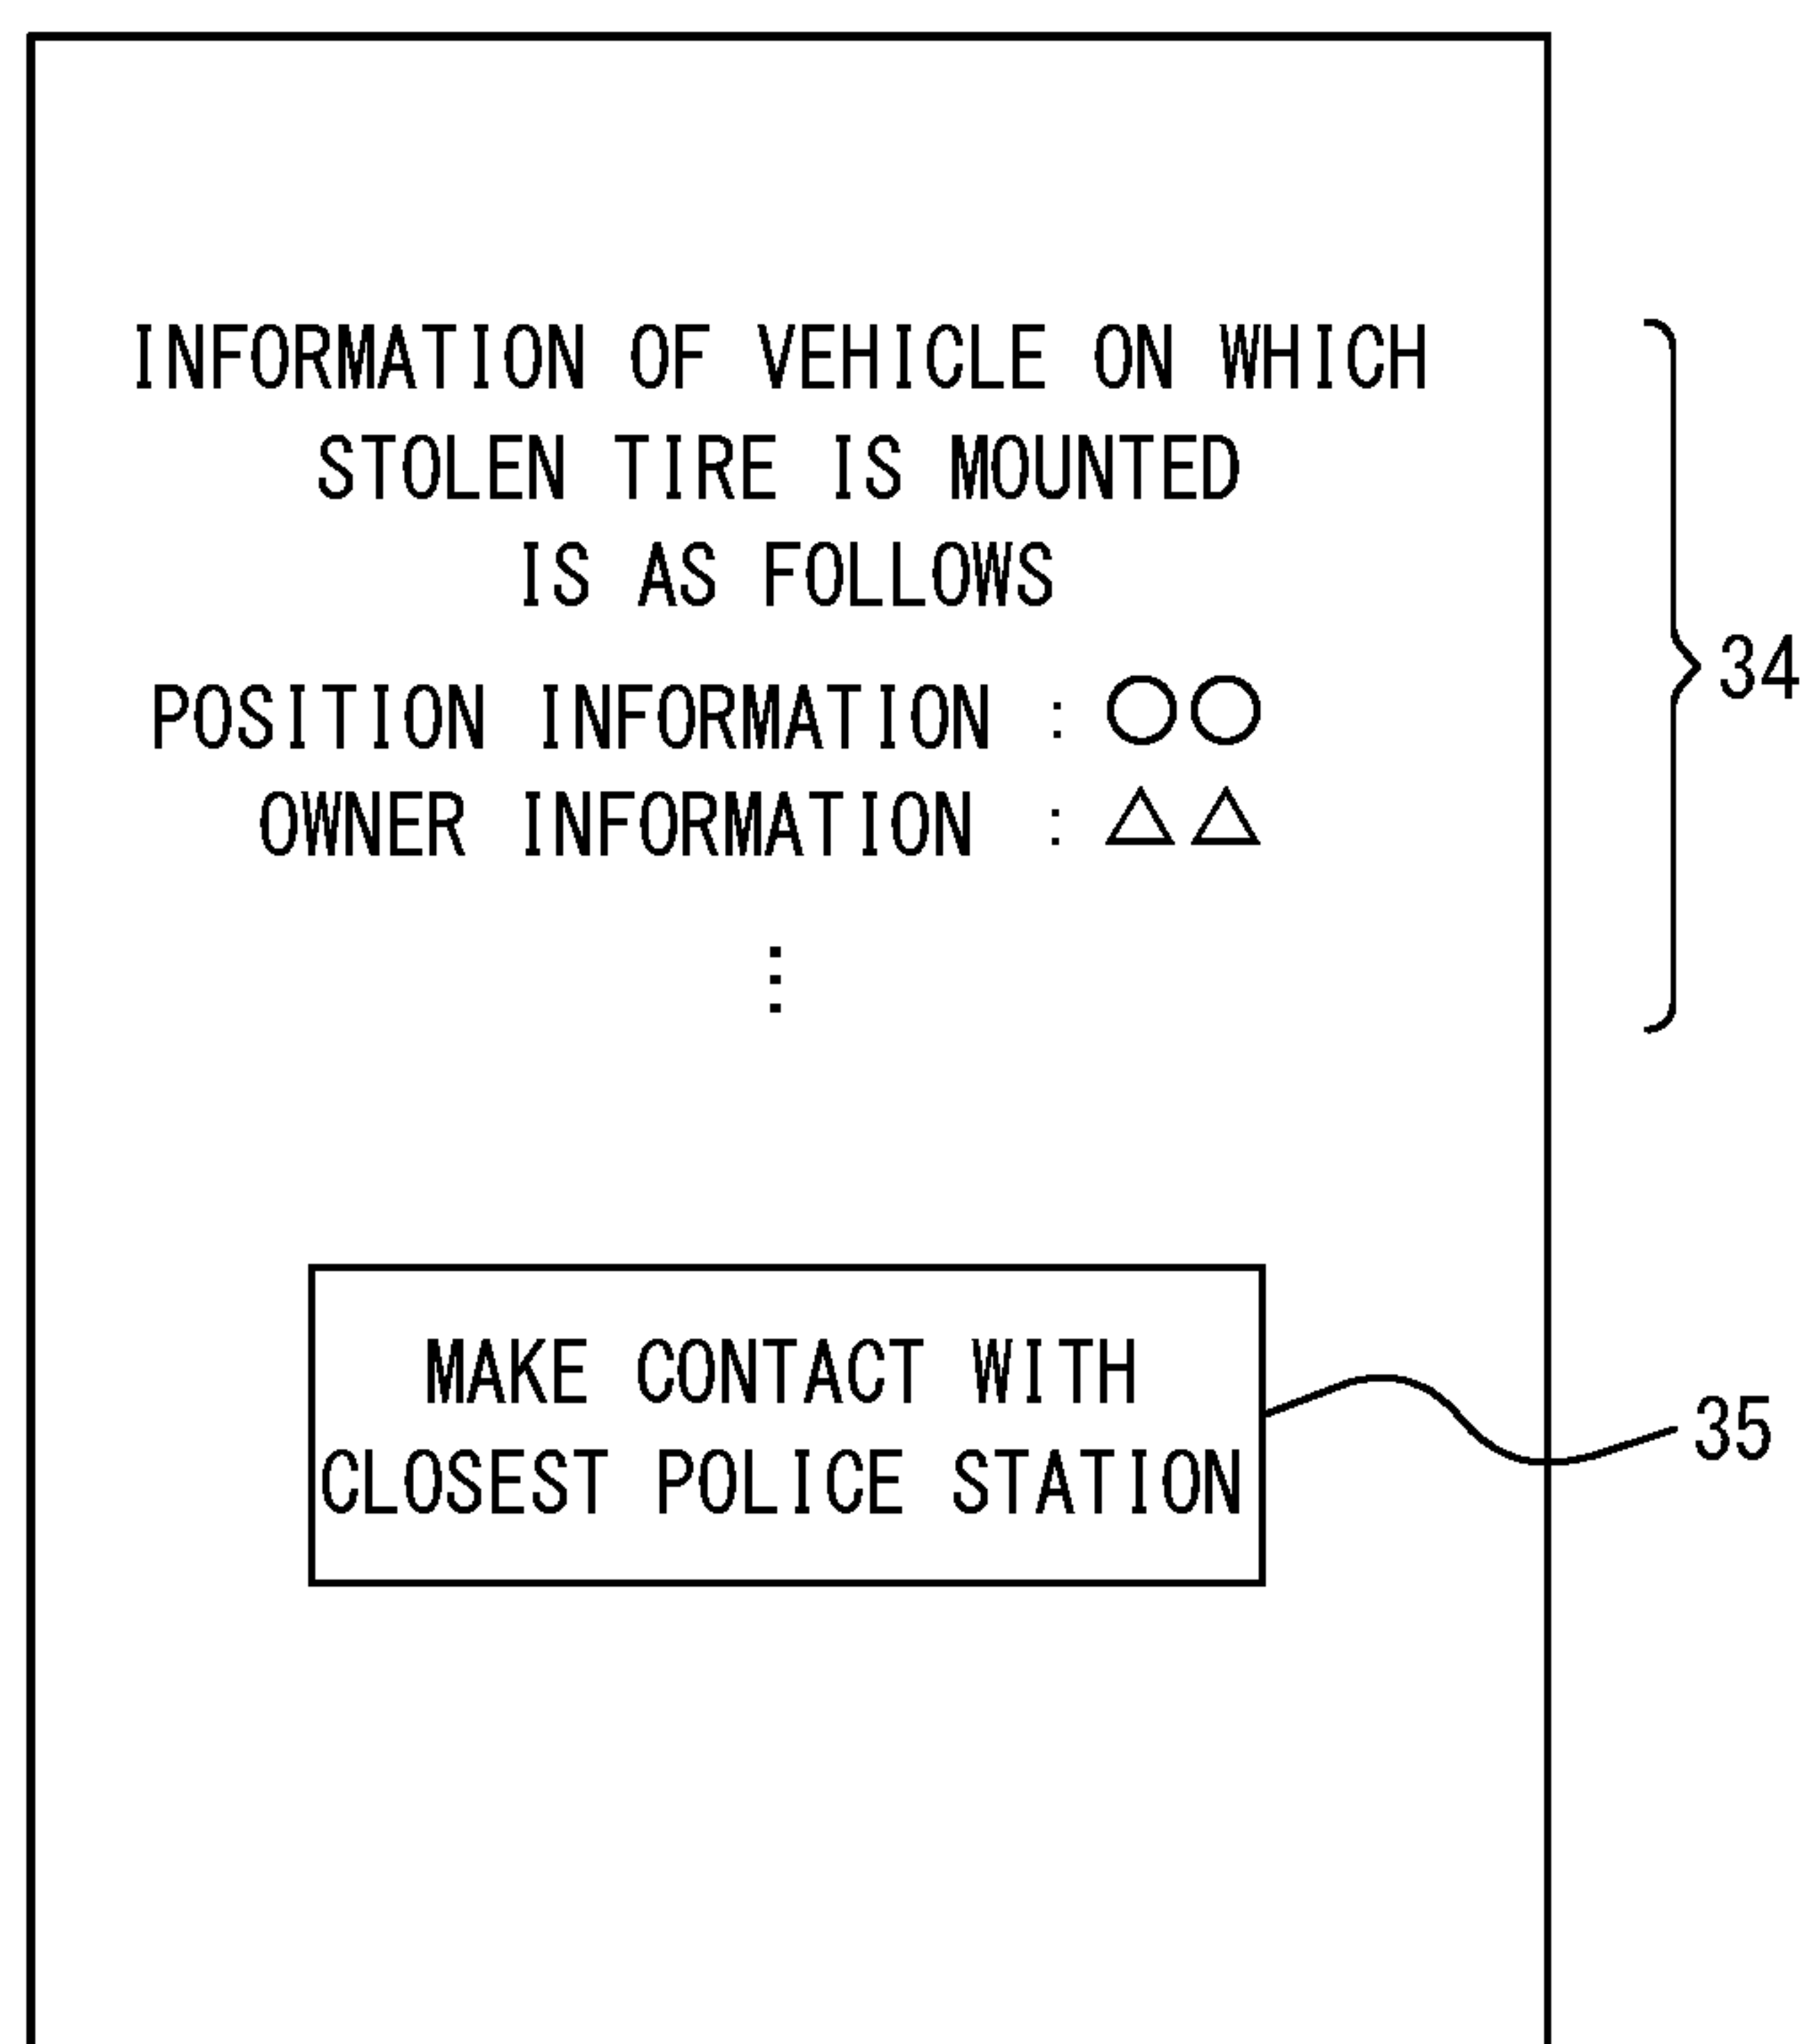 INFORMATION OF VEHICLE ON WHICH
STOLEN TIRE IS MOUNTED
IS AS FOLLOWS
POSITION INFORMATION : ○○
OWNER INFORMATION : △△
⋮
34
MAKE CONTACT WITH
CLOSEST POLICE STATION
35